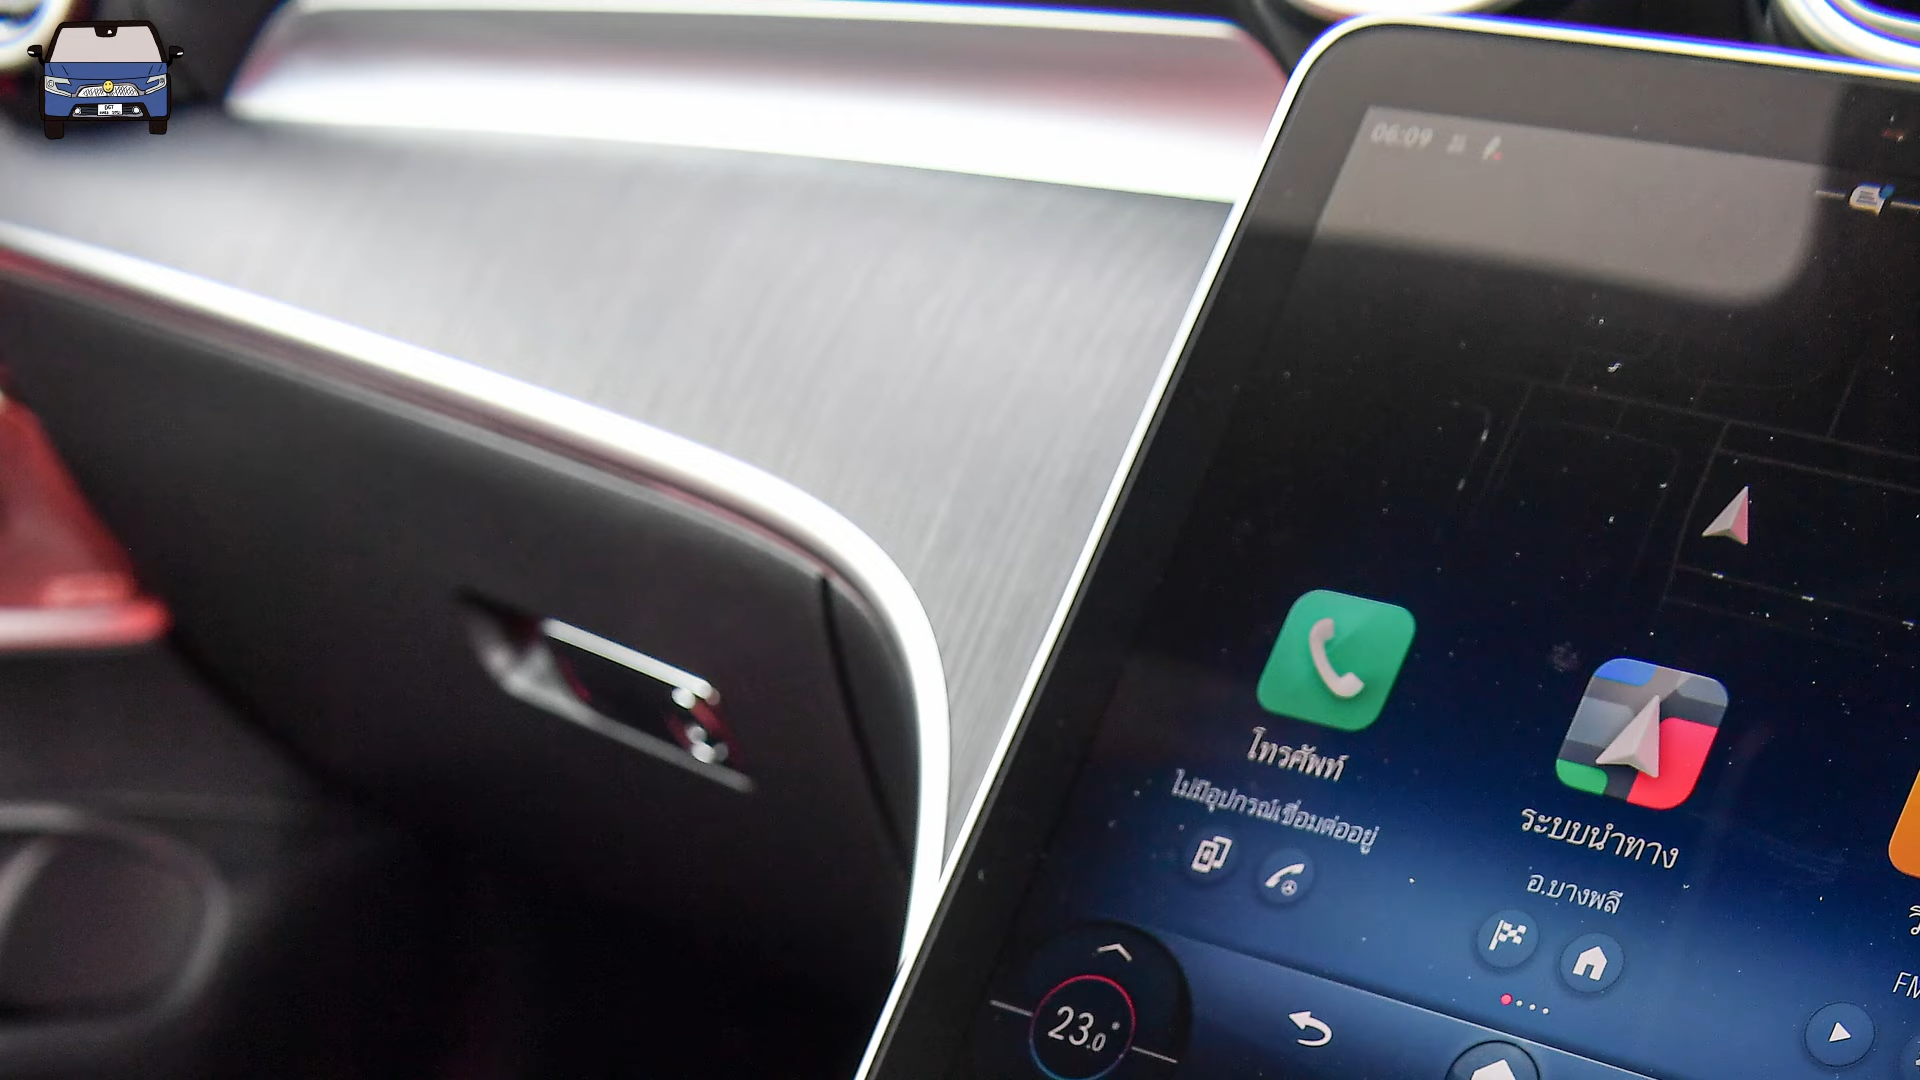 06:09
โทรศัพท์
ไม่มีอุปกรณ์เชื่อมต่ออยู่
ระบบนำทาง
อ.บางพลี
FM
23.0°